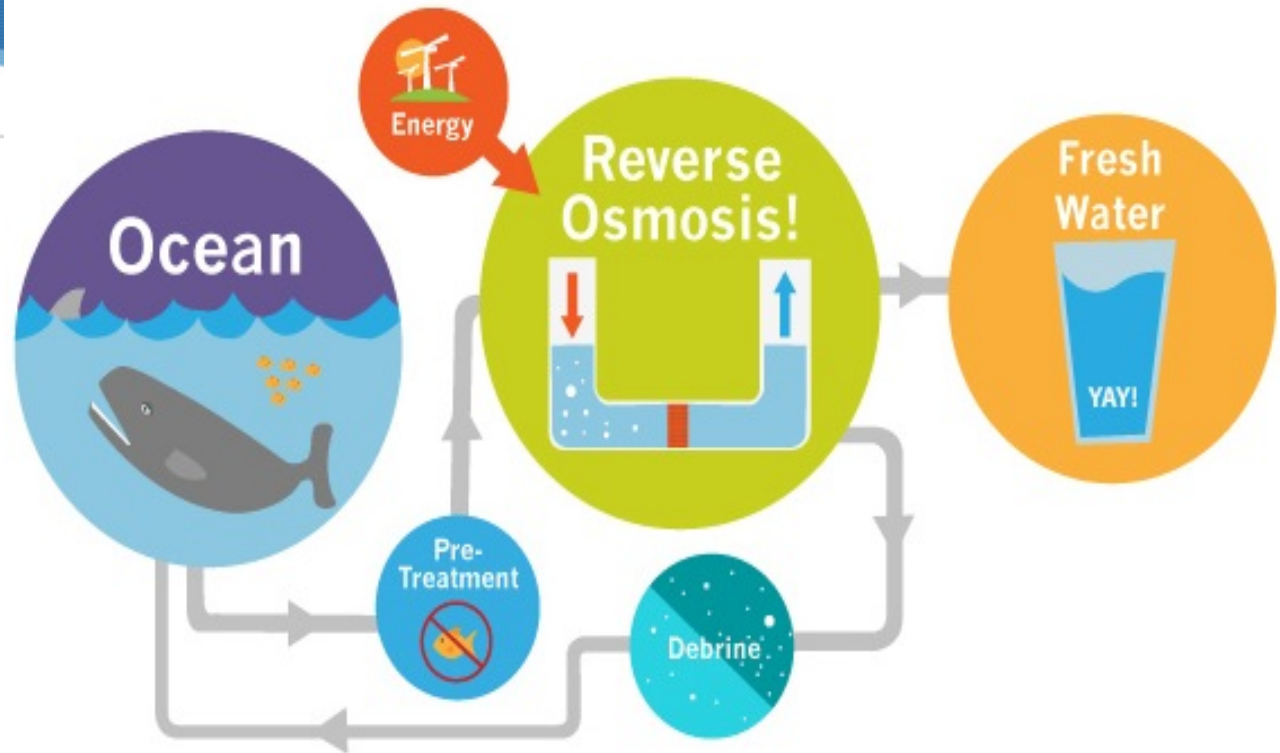 Ocean
Energy
Reverse
Osmosis!
Fresh
Water
YAY!
Pre-
Treatment
Debrine